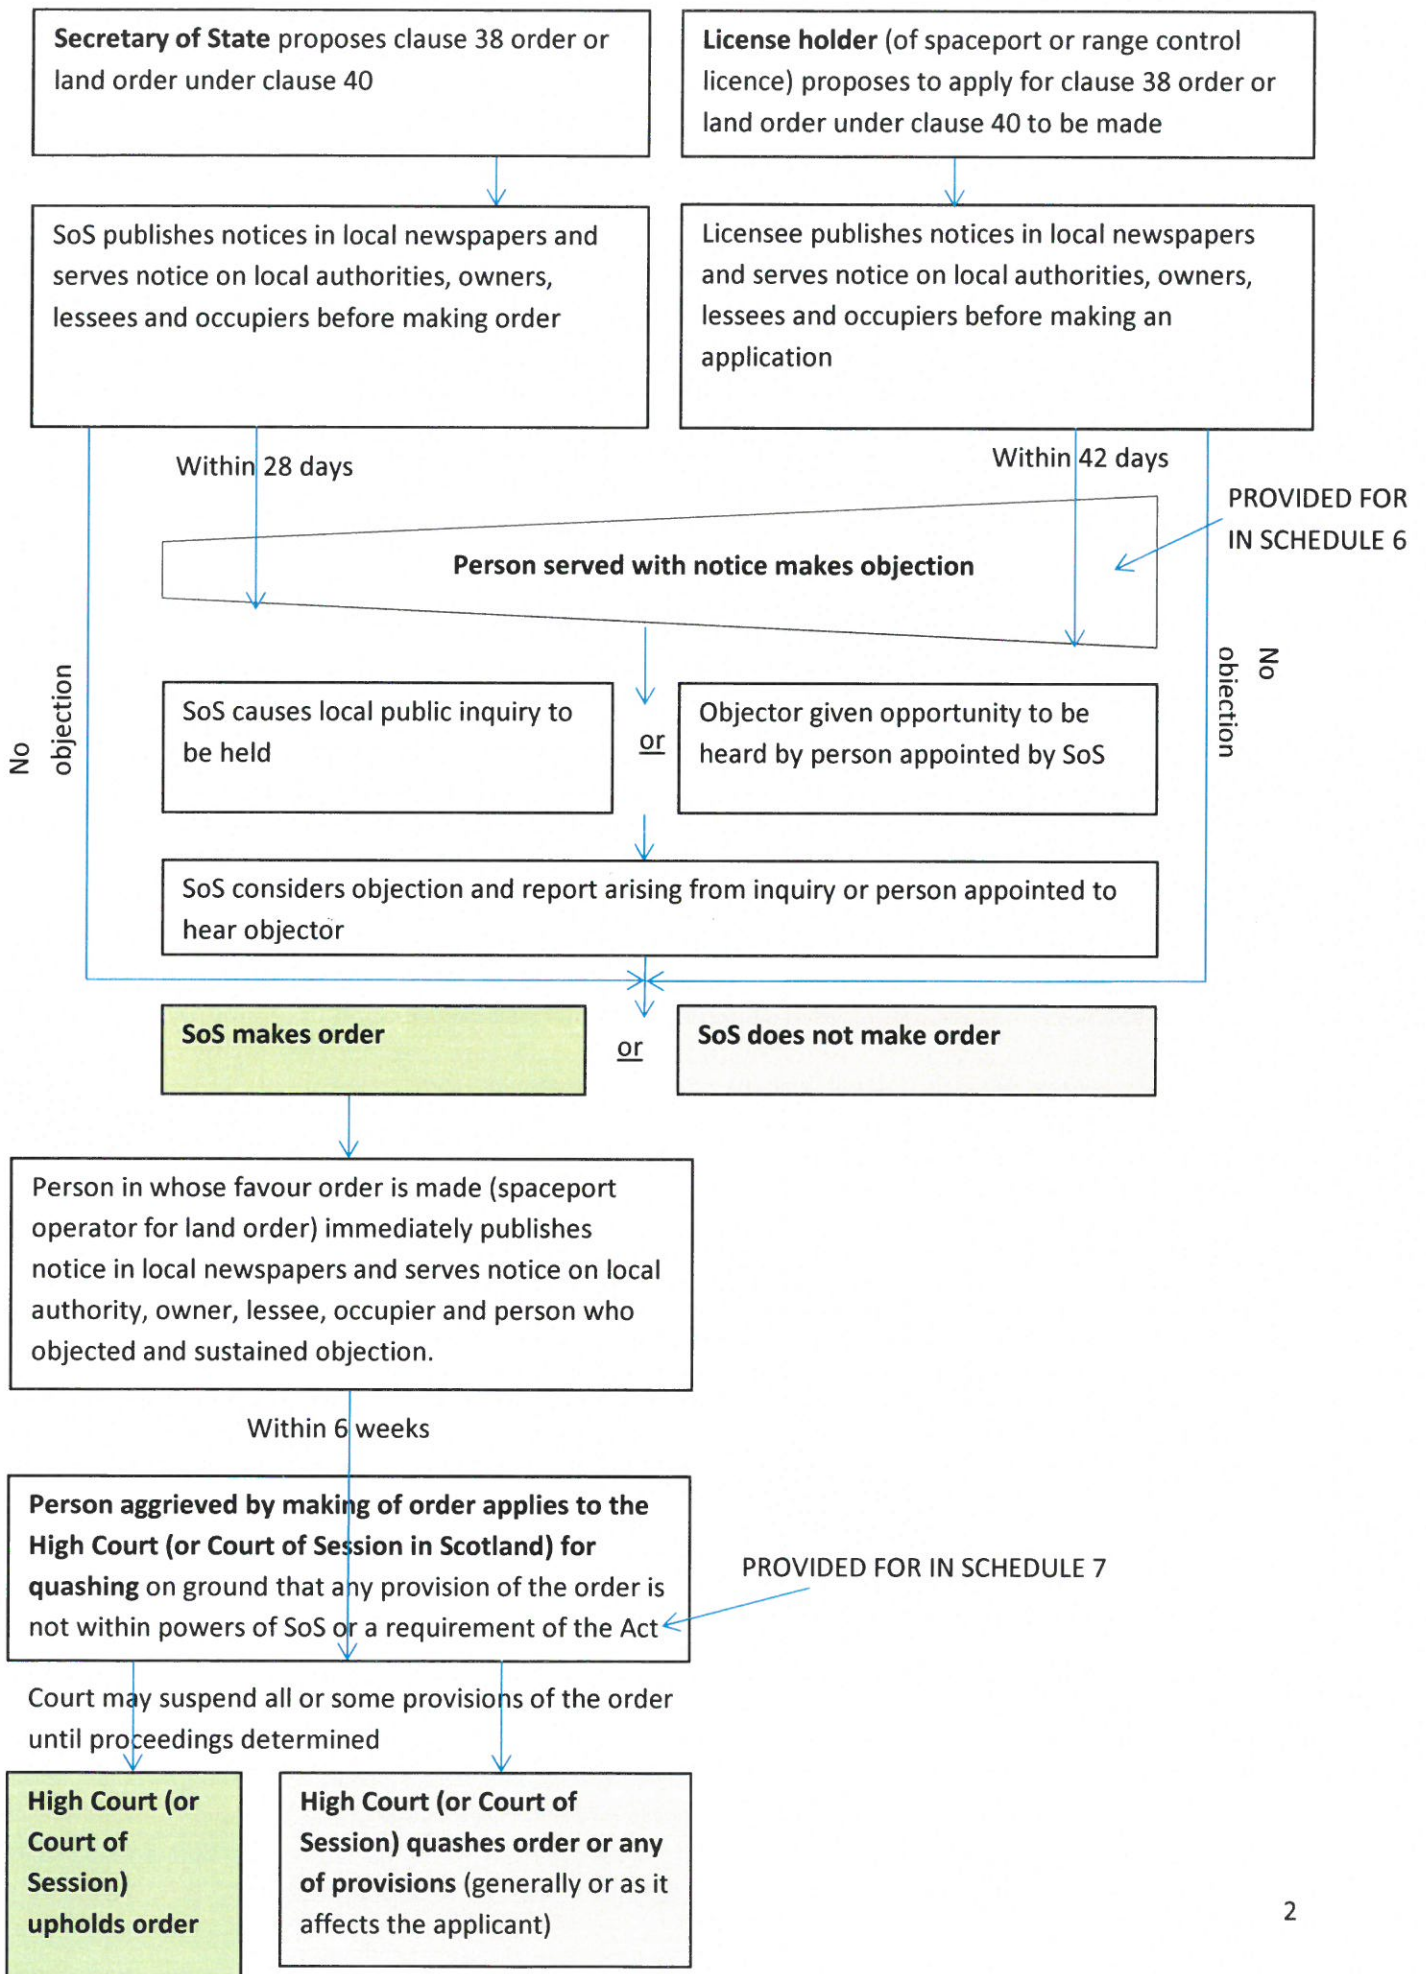 Secretary of State proposes clause 38 order or
land order under clause 40
License holder (of spaceport or range control
licence) proposes to apply for clause 38 order or
land order under clause 40 to be made
SoS publishes notices in local newspapers and
serves notice on local authorities, owners,
lessees and occupiers before making order
Licensee publishes notices in local newspapers
and serves notice on local authorities, owners,
lessees and occupiers before making an
application
Within 28 days
Within 42 days
PROVIDED FOR
IN SCHEDULE 6
Person served with notice makes objection
No
objection
No
objection
SoS causes local public inquiry to
be held
or
Objector given opportunity to be
heard by person appointed by SoS
SoS considers objection and report arising from inquiry or person appointed to
hear objector
SoS makes order
or
SoS does not make order
Person in whose favour order is made (spaceport
operator for land order) immediately publishes
notice in local newspapers and serves notice on local
authority, owner, lessee, occupier and person who
objected and sustained objection.
Within 6 weeks
Person aggrieved by making of order applies to the
High Court (or Court of Session in Scotland) for
quashing on ground that any provision of the order is
not within powers of SoS or a requirement of the Act
PROVIDED FOR IN SCHEDULE 7
Court may suspend all or some provisions of the order
until proceedings determined
High Court (or
Court of
Session)
upholds order
High Court (or Court of
Session) quashes order or any
of provisions (generally or as it
affects the applicant)
2